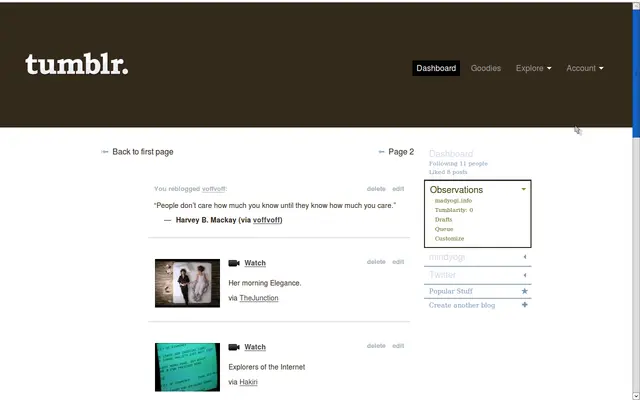 tumblr.
Dashboard Goodies Explore Account
Back to first page
Page 2
You reblogged voffvoff: delete edit
“People don’t care how much you know until they know how much you care.”
— Harvey B. Mackay (via voffvoff)
Watch delete edit
Her morning Elegance.
via TheJunction
Watch delete edit
Explorers of the Internet
via Hakiri
Dashboard
Following 11 people
Liked 6 posts
Observations
madyogi.info
Tumblarity: 0
Drafts
Queue
Customize
mindyogi
Twitter
Popular Stuff
Create another blog